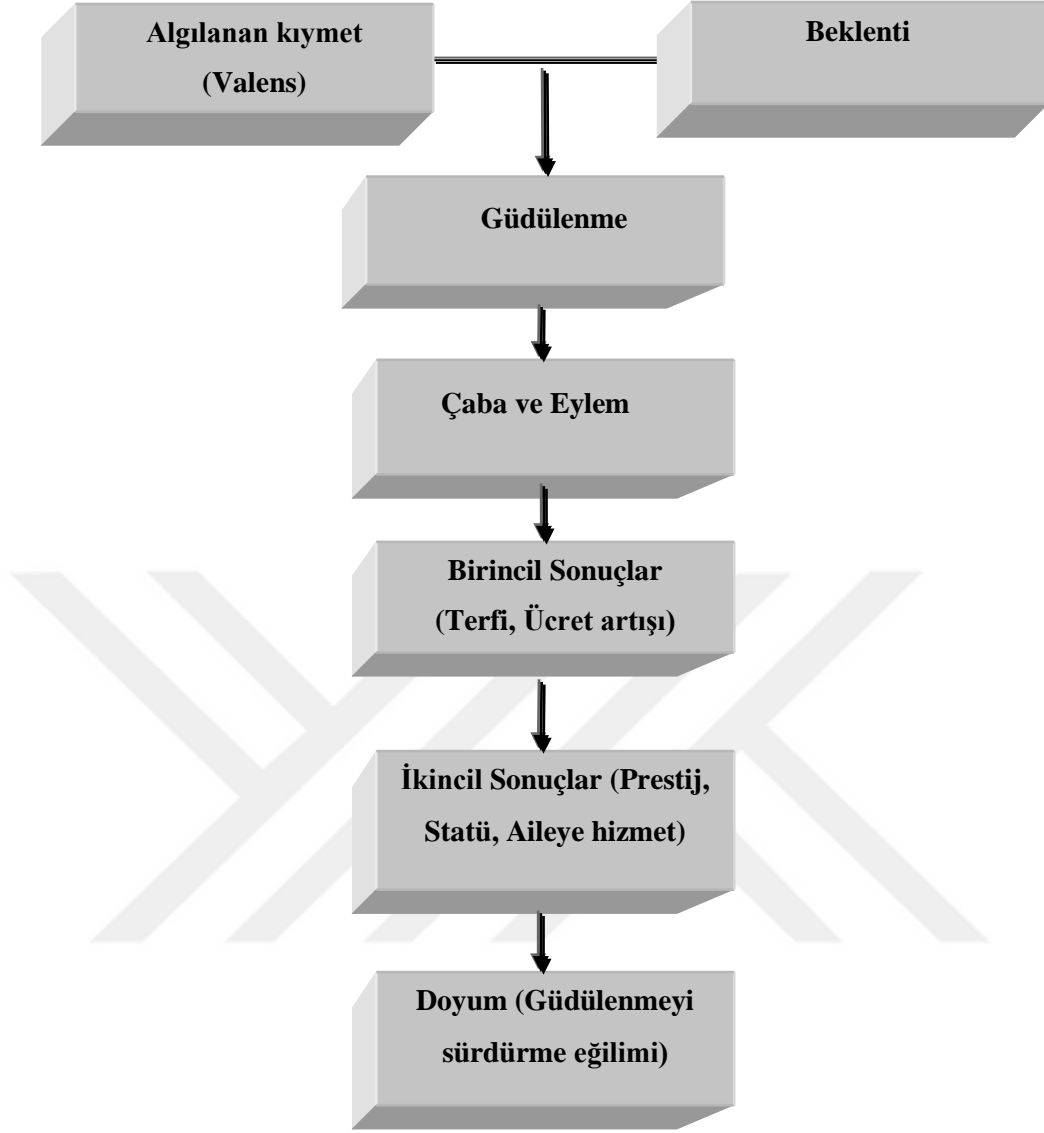 Algılanan kıymet
(Valens)
Beklenti
Güdülenme
Çaba ve Eylem
Birincil Sonuçlar
(Terfi, Ücret artışı)
İkincil Sonuçlar (Prestij,
Statü, Aileye hizmet)
Doyum (Güdülenmeyi
sürdürme eğilimi)